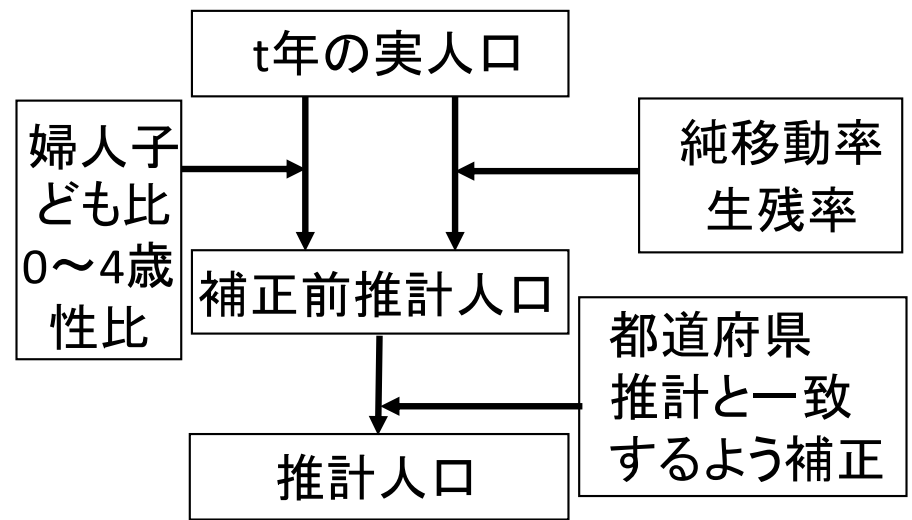 t年の実人口
婦人子
ども比
0～4歳
性比
純移動率
生残率
補正前推計人口
都道府県
推計と一致
するよう補正
推計人口